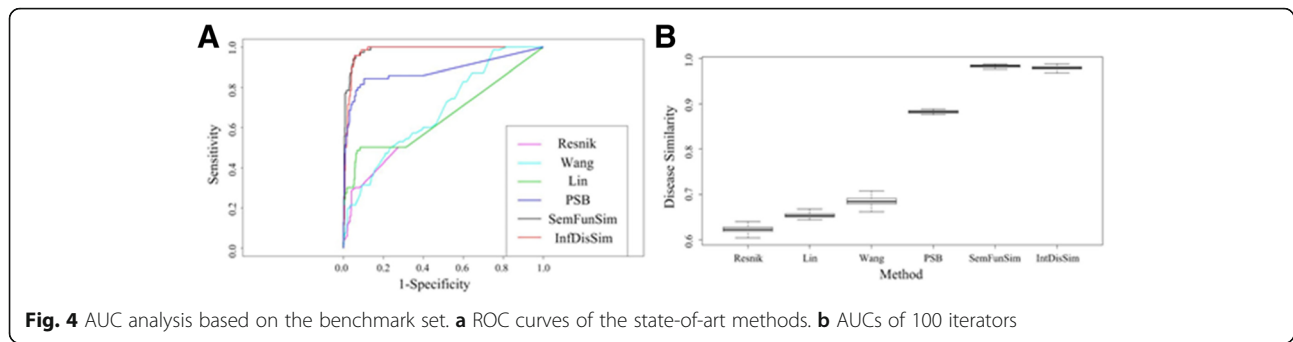 A
Sensitivity
1.0
0.8
0.6
0.4
0.2
0.0
0.0 0.2 0.4 0.6 0.8 1.0
1-Specificity
Resnik
Wang
Lin
PSB
SemFunSim
InfDisSim
B
Disease Similarity
1.0
0.9
0.8
0.7
0.6
Resnik Lin Wang PSB SemFunSim IntDisSim
Method
Fig. 4 AUC analysis based on the benchmark set. a ROC curves of the state-of-art methods. b AUCs of 100 iterators